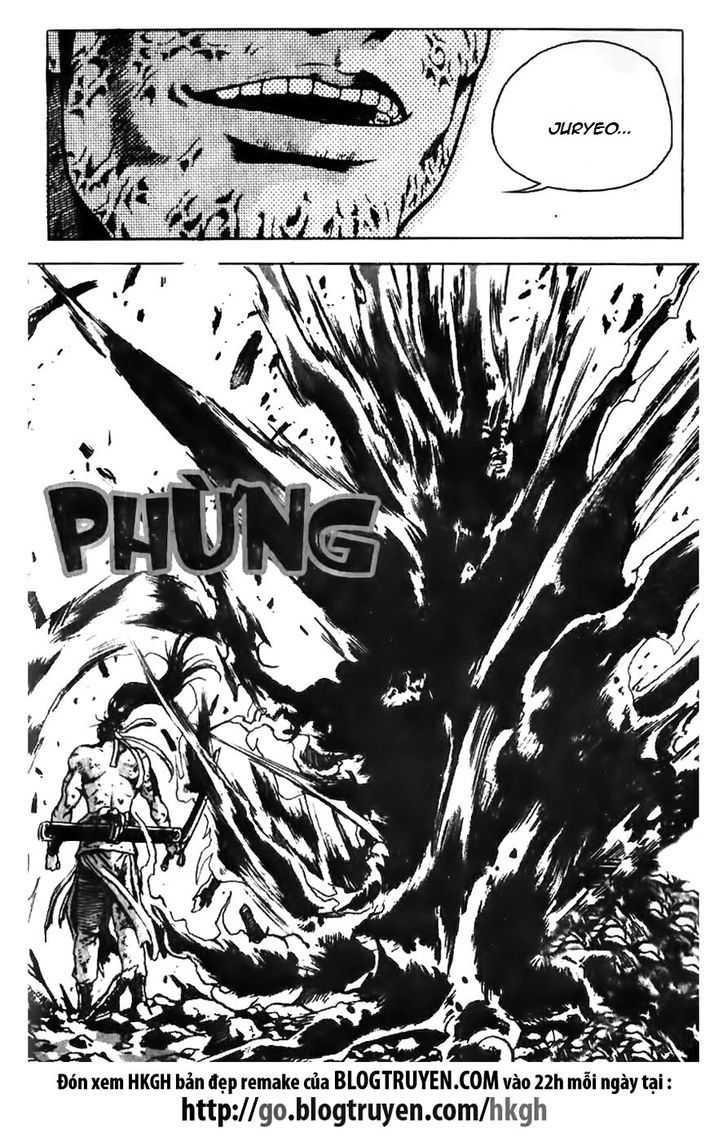 JURYEO...
PHỪNG
Đón xem HKGH bản đẹp remake của BLOGTRUYEN.COM vào 22h mỗi ngày tại :
http://go.blogtruyen.com/hkgh